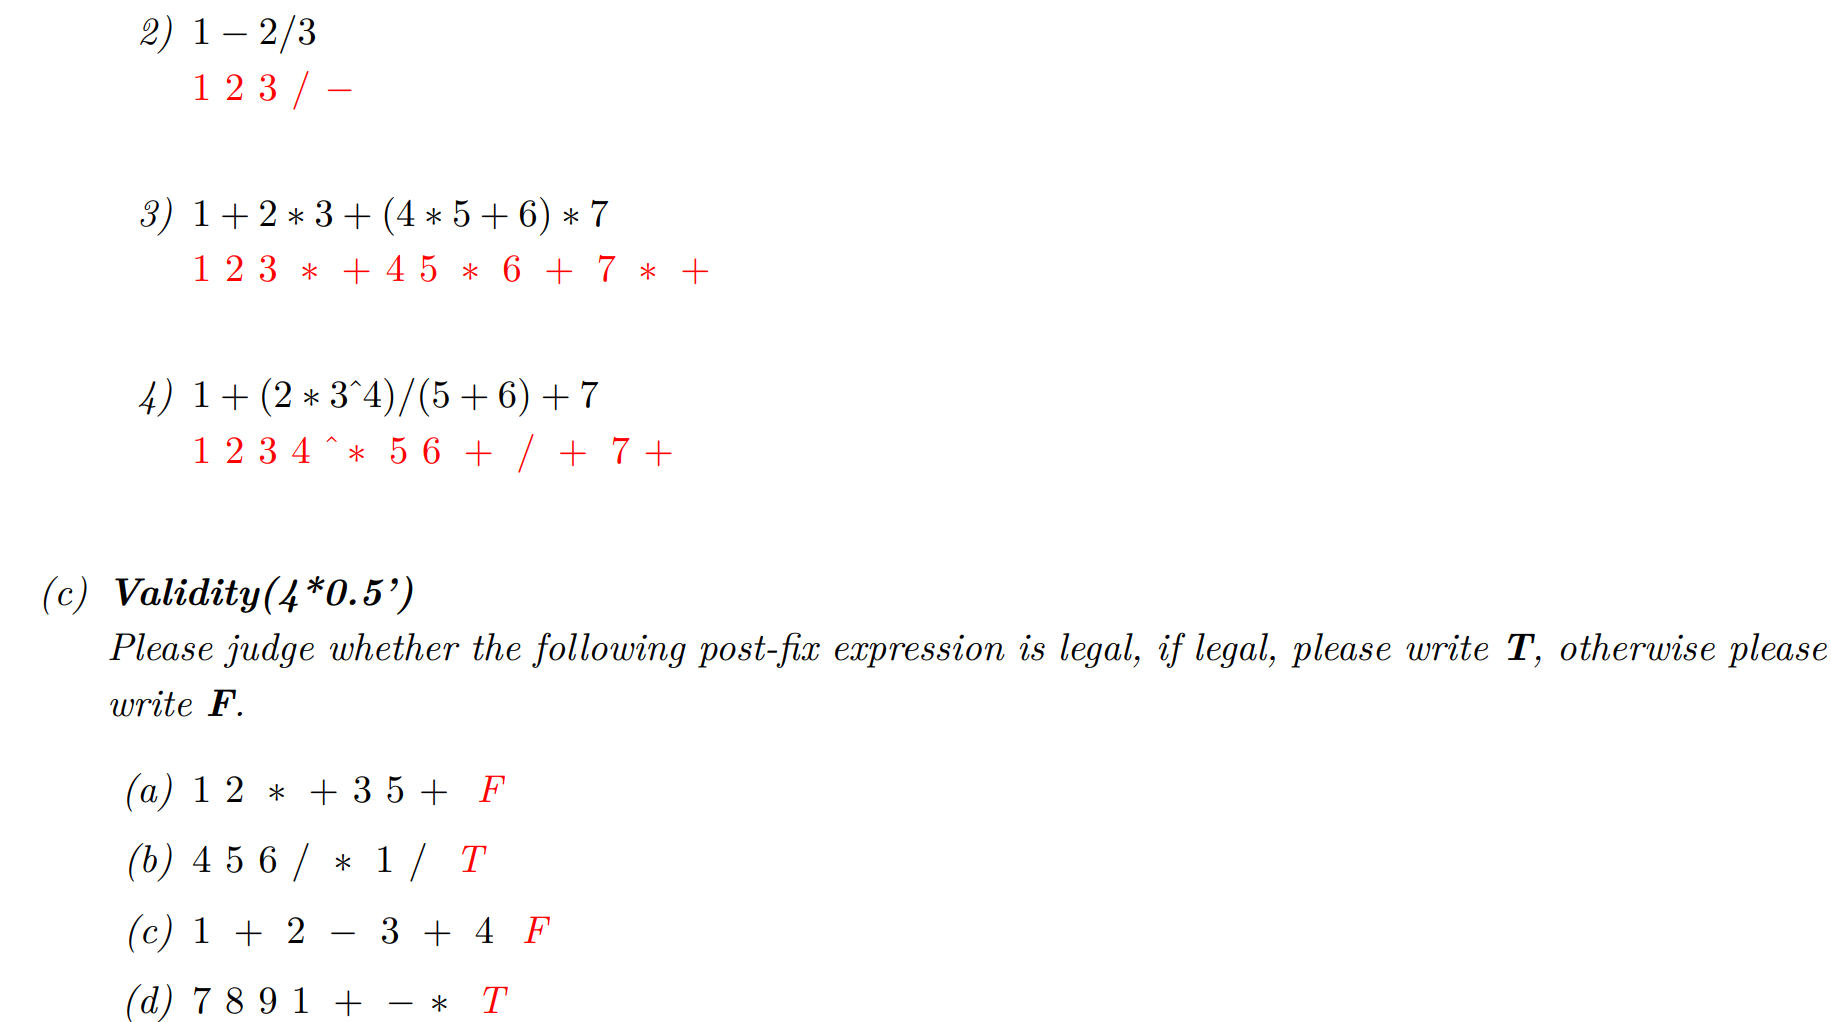 2) 1 − 2/3
1 2 3 / −
3) 1 + 2 ∗ 3 + (4 ∗ 5 + 6) ∗ 7
1 2 3 ∗ + 4 5 ∗ 6 + 7 ∗ +
4) 1 + (2 ∗ 3^4)/(5 + 6) + 7
1 2 3 4 ^ ∗ 5 6 + / + 7 +
(c) Validity(4*0.5’)
Please judge whether the following post-fix expression is legal, if legal, please write T, otherwise please
write F.
(a) 1 2 ∗ + 3 5 + F
(b) 4 5 6 / ∗ 1 / T
(c) 1 + 2 − 3 + 4 F
(d) 7 8 9 1 + − ∗ T